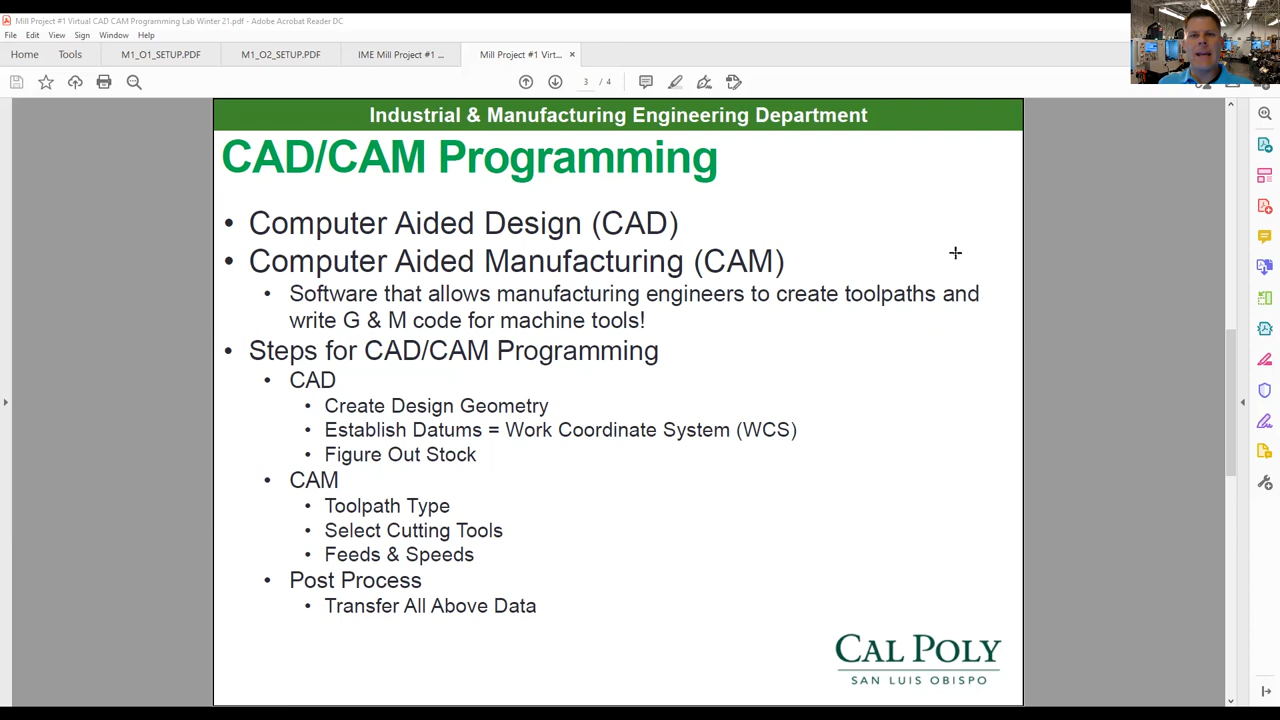 Mill Project #1 Virtual CAD CAM Programming Lab Winter 21.pdf - Adobe Acrobat Reader DC
File Edit View Sign Window Help
Home Tools M1_O1_SETUP.PDF M1_O2_SETUP.PDF IME Mill Project #1 ... Mill Project #1 Virt... ×
3 / 4
Industrial & Manufacturing Engineering Department
CAD/CAM Programming
• Computer Aided Design (CAD)
• Computer Aided Manufacturing (CAM)
• Software that allows manufacturing engineers to create toolpaths and
write G & M code for machine tools!
• Steps for CAD/CAM Programming
• CAD
• Create Design Geometry
• Establish Datums = Work Coordinate System (WCS)
• Figure Out Stock
• CAM
• Toolpath Type
• Select Cutting Tools
• Feeds & Speeds
• Post Process
• Transfer All Above Data
CAL POLY
SAN LUIS OBISPO